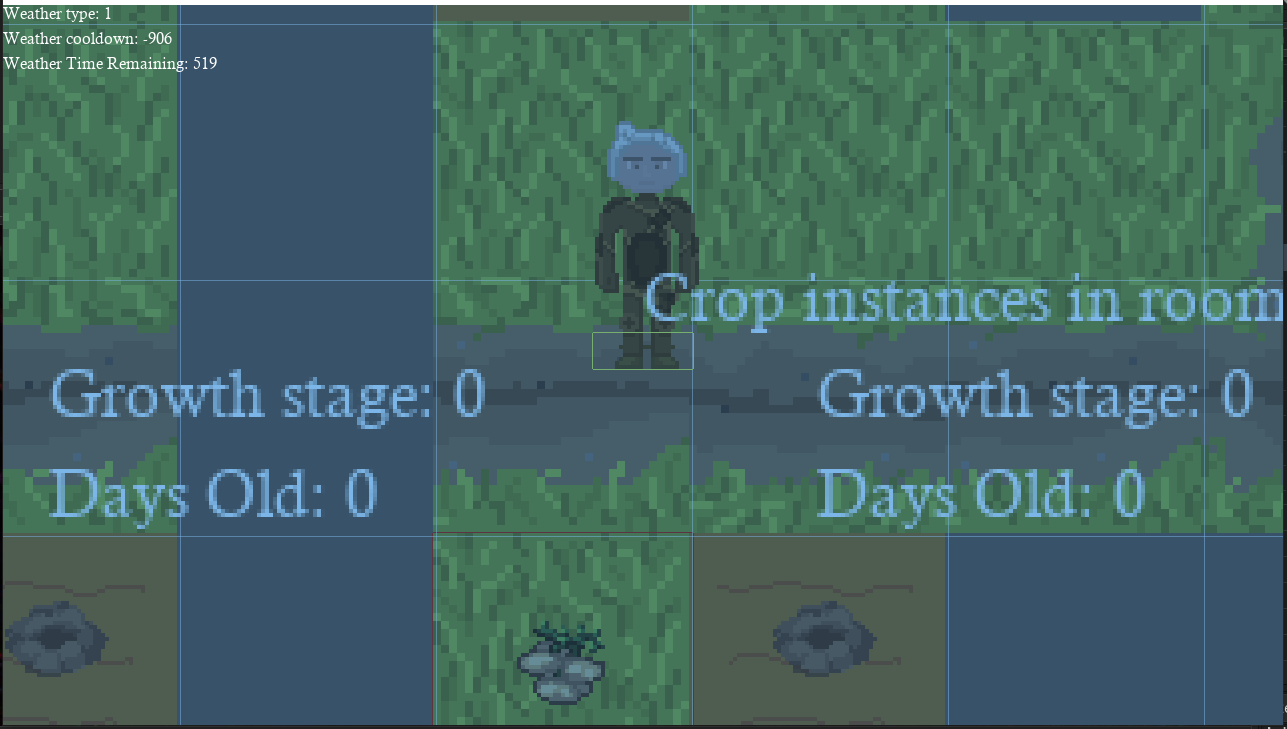 Weather type: 1
Weather cooldown: -906
Weather Time Remaining: 519
Crop instances in room
Growth stage: 0
Growth stage: 0
Days Old: 0
Days Old: 0